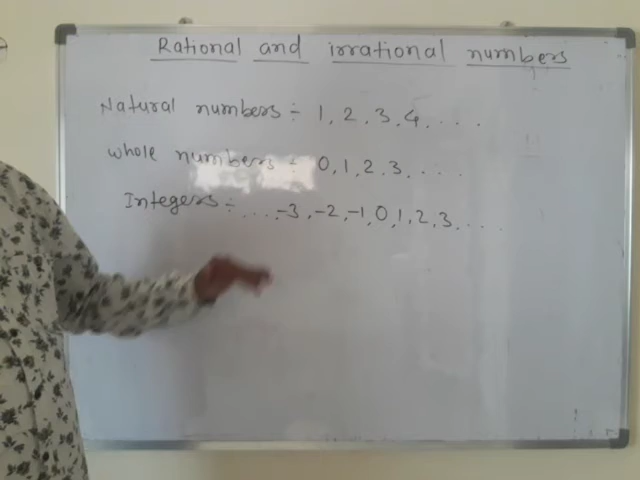 Rational and irrational numbers
Natural numbers ÷ 1, 2, 3, 4, . . . .
whole numbers ÷ 0, 1, 2, 3, . . . .
Integers ÷ . . . . -3, -2, -1, 0, 1, 2, 3, . . . .